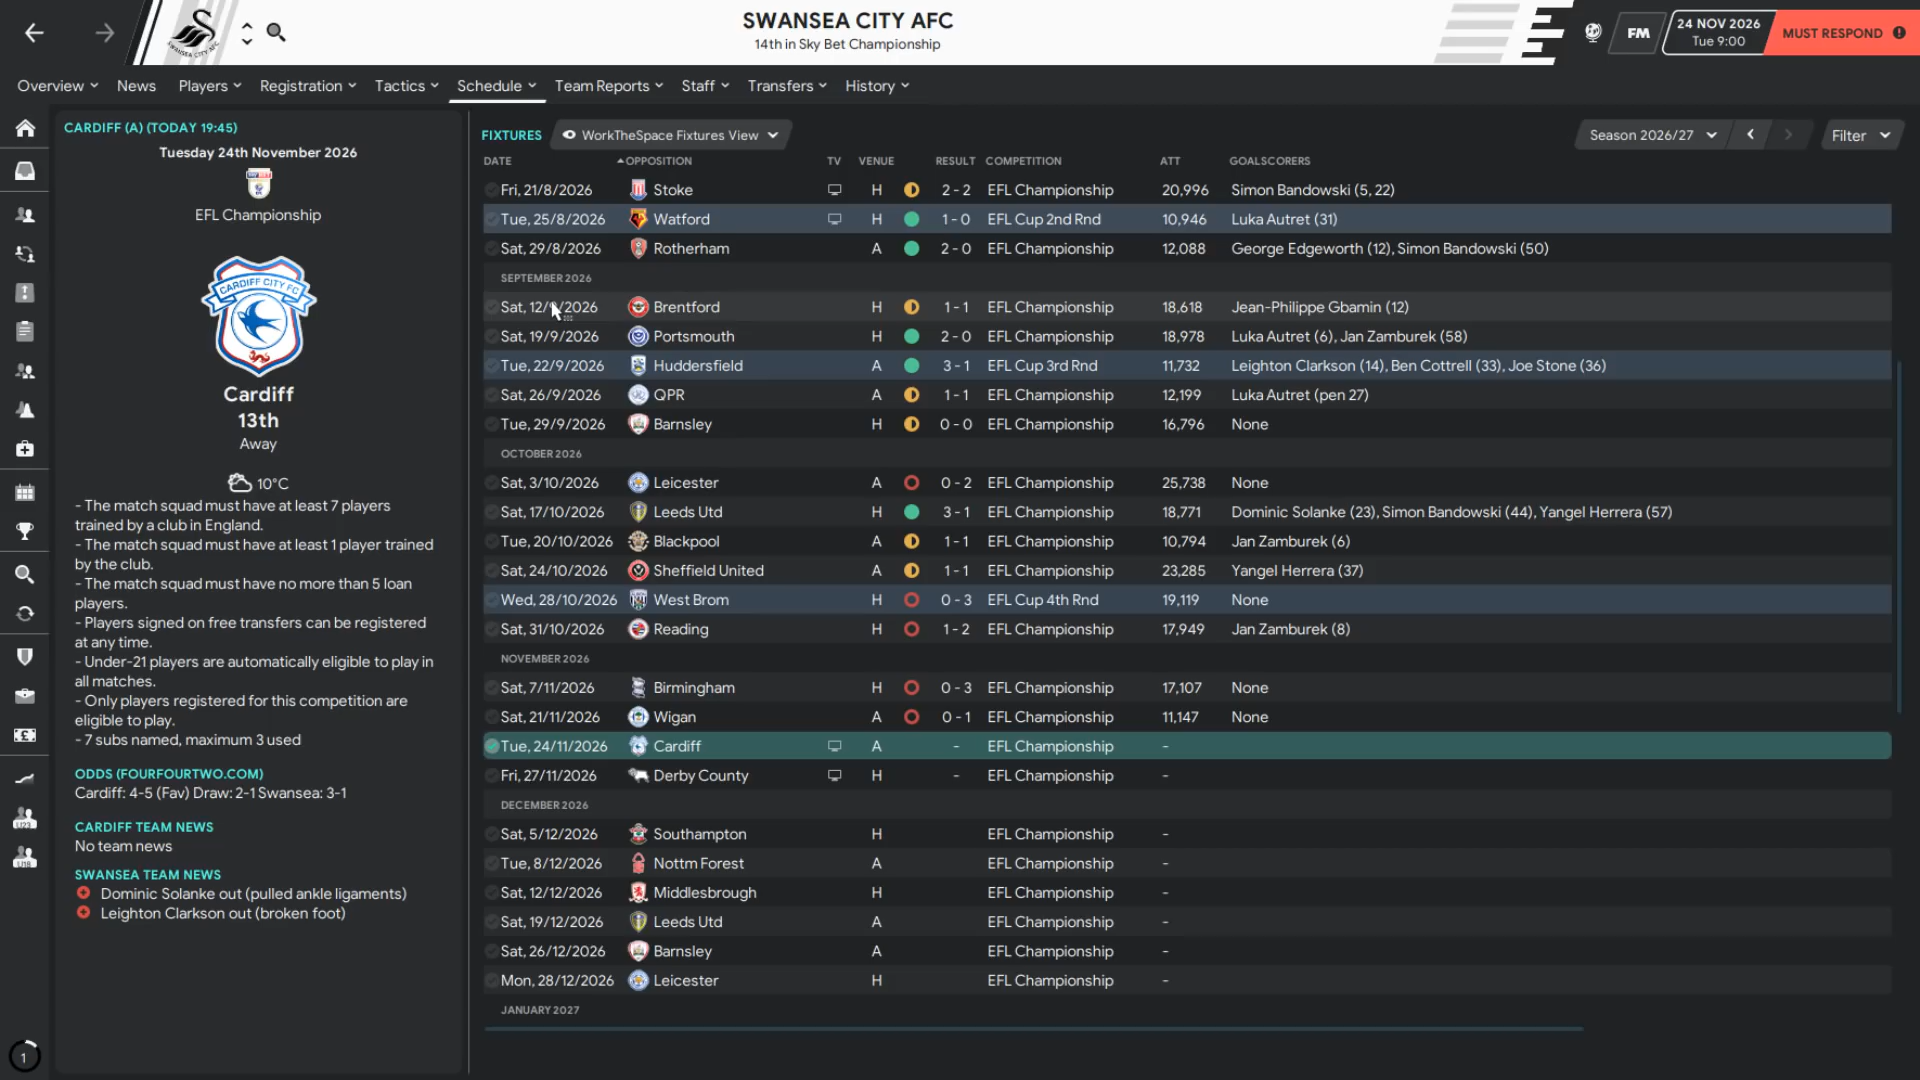 SWANSEA CITY AFC
14th in Sky Bet Championship
FM
24 NOV 2026
Tue 9:00
MUST RESPOND
Overview
News
Players
Registration
Tactics
Schedule
Team Reports
Staff
Transfers
History
CARDIFF (A) (TODAY 19:45)
Tuesday 24th November 2026
EFL Championship
CARDIFF CITY FC
Cardiff
13th
Away
10°C
- The match squad must have at least 7 players
trained by a club in England.
- The match squad must have at least 1 player trained
by the club.
- The match squad must have no more than 5 loan
players.
- Players signed on free transfers can be registered
at any time.
- Under-21 players are automatically eligible to play in
all matches.
- Only players registered for this competition are
eligible to play.
- 7 subs named, maximum 3 used
ODDS (FOURFOURTWO.COM)
Cardiff: 4-5 (Fav) Draw: 2-1 Swansea: 3-1
CARDIFF TEAM NEWS
No team news
SWANSEA TEAM NEWS
Dominic Solanke out (pulled ankle ligaments)
Leighton Clarkson out (broken foot)
1
FIXTURES WorkTheSpace Fixtures View Season 2026/27 Filter
DATE OPPOSITION TV VENUE RESULT COMPETITION ATT GOALSCORERS
Fri, 21/8/2026 Stoke H 2 - 2 EFL Championship 20,996 Simon Bandowski (5, 22)
Tue, 25/8/2026 Watford H 1 - 0 EFL Cup 2nd Rnd 10,946 Luka Autret (31)
Sat, 29/8/2026 Rotherham A 2 - 0 EFL Championship 12,088 George Edgeworth (12), Simon Bandowski (50)
SEPTEMBER 2026
Sat, 12/9/2026 Brentford H 1 - 1 EFL Championship 18,618 Jean-Philippe Gbamin (12)
Sat, 19/9/2026 Portsmouth H 2 - 0 EFL Championship 18,978 Luka Autret (6), Jan Zamburek (58)
Tue, 22/9/2026 Huddersfield A 3 - 1 EFL Cup 3rd Rnd 11,732 Leighton Clarkson (14), Ben Cottrell (33), Joe Stone (36)
Sat, 26/9/2026 QPR A 1 - 1 EFL Championship 12,199 Luka Autret (pen 27)
Tue, 29/9/2026 Barnsley H 0 - 0 EFL Championship 16,796 None
OCTOBER 2026
Sat, 3/10/2026 Leicester A 0 - 2 EFL Championship 25,738 None
Sat, 17/10/2026 Leeds Utd H 3 - 1 EFL Championship 18,771 Dominic Solanke (23), Simon Bandowski (44), Yangel Herrera (57)
Tue, 20/10/2026 Blackpool A 1 - 1 EFL Championship 10,794 Jan Zamburek (6)
Sat, 24/10/2026 Sheffield United A 1 - 1 EFL Championship 23,285 Yangel Herrera (37)
Wed, 28/10/2026 West Brom H 0 - 3 EFL Cup 4th Rnd 19,119 None
Sat, 31/10/2026 Reading H 1 - 2 EFL Championship 17,949 Jan Zamburek (8)
NOVEMBER 2026
Sat, 7/11/2026 Birmingham H 0 - 3 EFL Championship 17,107 None
Sat, 21/11/2026 Wigan A 0 - 1 EFL Championship 11,147 None
Tue, 24/11/2026 Cardiff A - EFL Championship -
Fri, 27/11/2026 Derby County H - EFL Championship -
DECEMBER 2026
Sat, 5/12/2026 Southampton H EFL Championship -
Tue, 8/12/2026 Nottm Forest A EFL Championship -
Sat, 12/12/2026 Middlesbrough H EFL Championship -
Sat, 19/12/2026 Leeds Utd A EFL Championship -
Sat, 26/12/2026 Barnsley A EFL Championship -
Mon, 28/12/2026 Leicester H EFL Championship -
JANUARY 2027